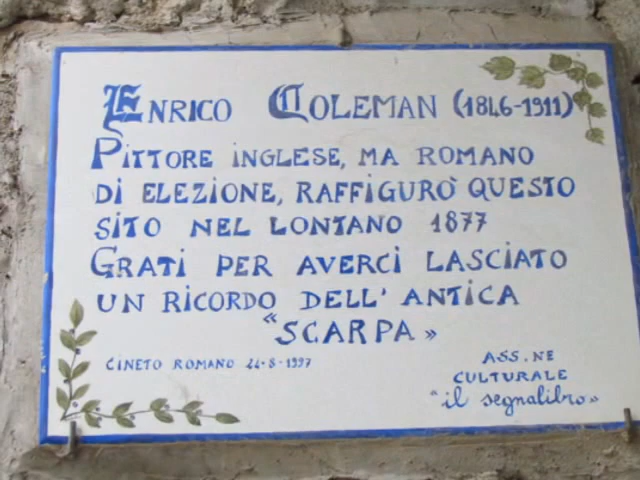 ENRICO COLEMAN (1846-1911)
PITTORE INGLESE, MA ROMANO
DI ELEZIONE, RAFFIGURÒ QUESTO
SITO NEL LONTANO 1877
GRATI PER AVERCI LASCIATO
UN RICORDO DELL' ANTICA
"SCARPA"
CINETO ROMANO 24-8-1997
ASS.NE
CULTURALE
"il segnalibro"